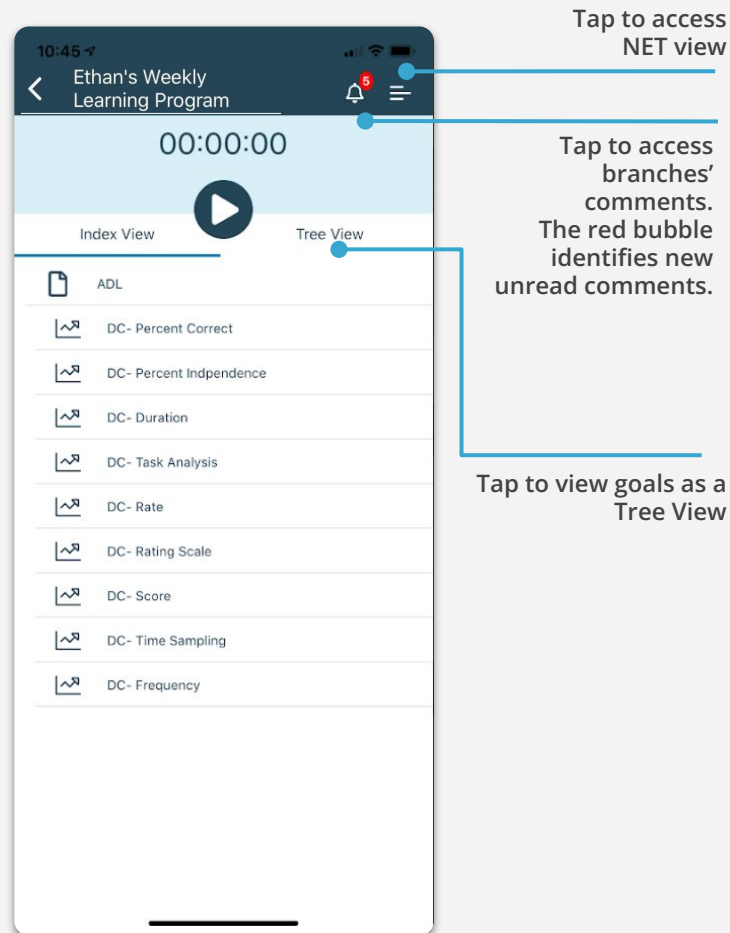 10:45
Ethan's Weekly
Learning Program
5
00:00:00
Index View
Tree View
ADL
DC- Percent Correct
DC- Percent Indpendence
DC- Duration
DC- Task Analysis
DC- Rate
DC- Rating Scale
DC- Score
DC- Time Sampling
DC- Frequency
Tap to access
NET view
Tap to access
branches’
comments.
The red bubble
identifies new
unread comments.
Tap to view goals as a
Tree View